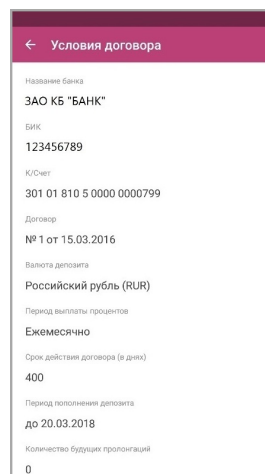 ← Условия договора
Название банка
ЗАО КБ "БАНК"
БИК
123456789
К/Счет
301 01 810 5 0000 0000799
Договор
№ 1 от 15.03.2016
Валюта депозита
Российский рубль (RUR)
Период выплаты процентов
Ежемесячно
Срок действия договора (в днях)
400
Период пополнения депозита
до 20.03.2018
Количество будущих пролонгаций
0